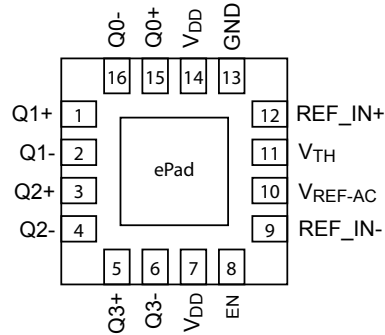 Q0- Q0+ VDD GND
16 15 14 13
Q1+ 1 12 REF_IN+
Q1- 2 11 VTH
ePad
Q2+ 3 10 VREF-AC
Q2- 4 9 REF_IN-
5 6 7 8
Q3+ Q3- VDD EN